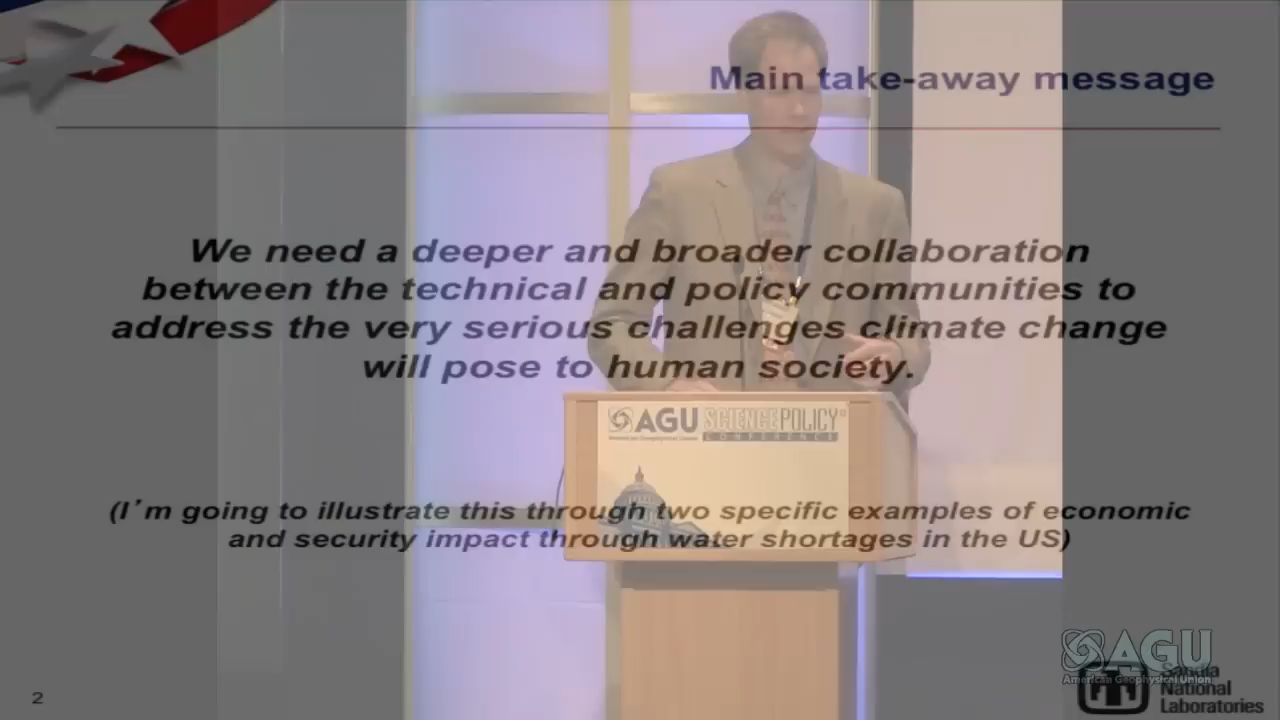 Main take-away message
We need a deeper and broader collaboration
between the technical and policy communities to
address the very serious challenges climate change
will pose to human society.
AGU SCIENCE POLICY
CONFERENCE
(I'm going to illustrate this through two specific examples of economic
and security impact through water shortages in the US)
AGU
American Geophysical Union
Sandia
National
Laboratories
2